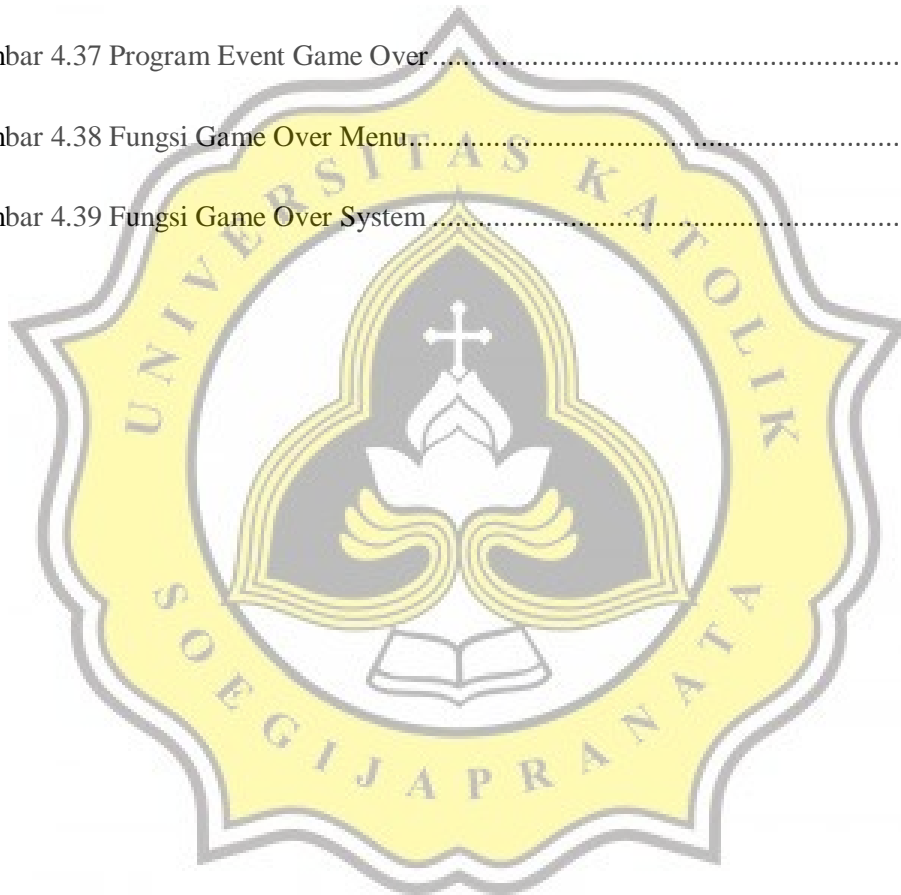 mbar 4.37 Program Event Game Over
mbar 4.38 Fungsi Game Over Menu
mbar 4.39 Fungsi Game Over System
UNIVERSITAS KATOLIK
SOEGIJAPRANATA